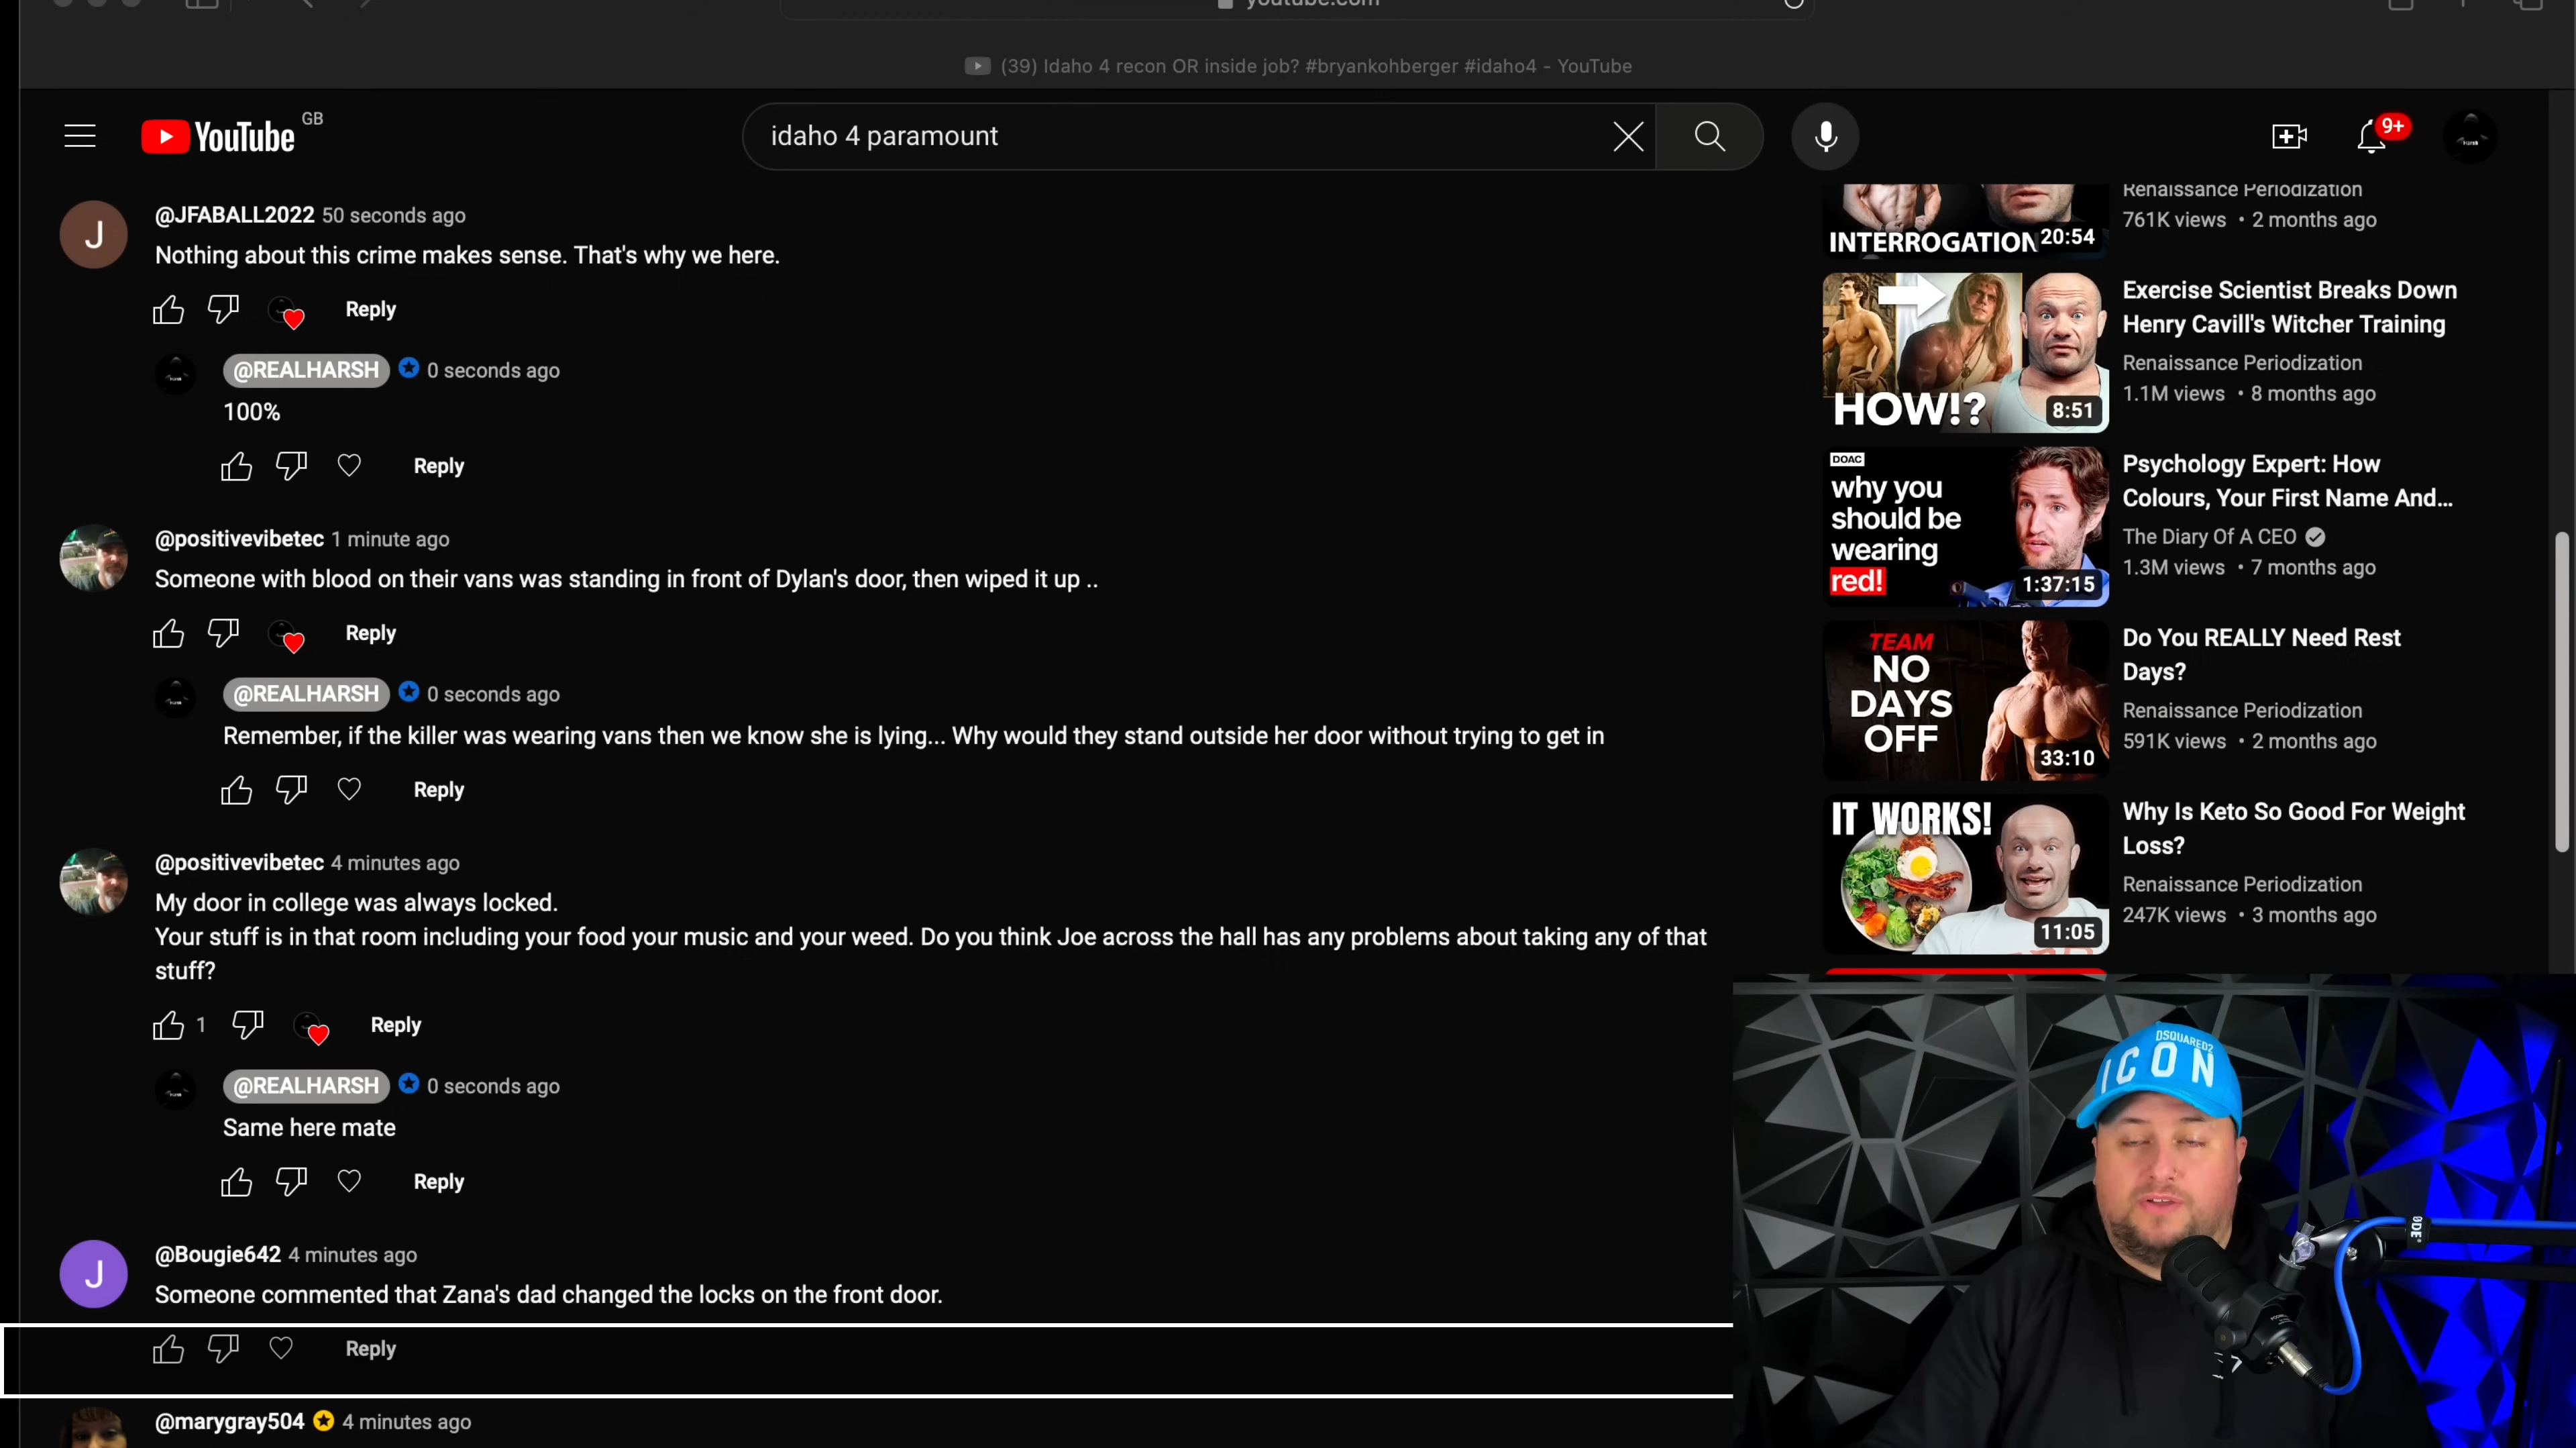 youtube.com
(39) Idaho 4 recon OR inside job? #bryankohberger #idaho4 - YouTube
YouTube GB
idaho 4 paramount
9+
@JFABALL2022 50 seconds ago
Nothing about this crime makes sense. That's why we here.
Reply
@REALHARSH 0 seconds ago
100%
Reply
@positivevibetec 1 minute ago
Someone with blood on their vans was standing in front of Dylan's door, then wiped it up ..
Reply
@REALHARSH 0 seconds ago
Remember, if the killer was wearing vans then we know she is lying... Why would they stand outside her door without trying to get in
Reply
@positivevibetec 4 minutes ago
My door in college was always locked.
Your stuff is in that room including your food your music and your weed. Do you think Joe across the hall has any problems about taking any of that
stuff?
1
Reply
@REALHARSH 0 seconds ago
Same here mate
Reply
J
@Bougie642 4 minutes ago
Someone commented that Zana's dad changed the locks on the front door.
Reply
@marygray504 4 minutes ago
J
INTERROGATION
20:54
Renaissance Periodization
761K views • 2 months ago
HOW!?
8:51
Exercise Scientist Breaks Down
Henry Cavill's Witcher Training
Renaissance Periodization
1.1M views • 8 months ago
DOAC
why you
should be
wearing
red!
1:37:15
Psychology Expert: How
Colours, Your First Name And...
The Diary Of A CEO
1.3M views • 7 months ago
TEAM
NO
DAYS
OFF
33:10
Do You REALLY Need Rest
Days?
Renaissance Periodization
591K views • 2 months ago
IT WORKS!
11:05
Why Is Keto So Good For Weight
Loss?
Renaissance Periodization
247K views • 3 months ago
DSQUARED2
ICON
RØDE